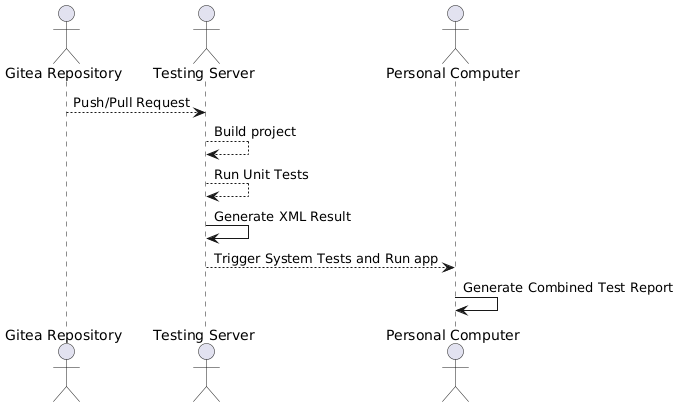 Gitea Repository Testing Server Personal Computer
Push/Pull Request
Build project
Run Unit Tests
Generate XML Result
Trigger System Tests and Run app
Generate Combined Test Report
Gitea Repository Testing Server Personal Computer